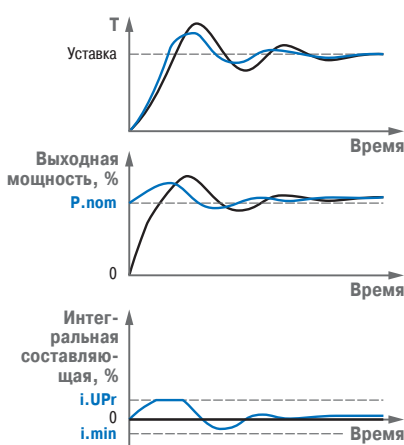 T
Уставка
Время
Выходная
мощность, %
P.nom
0
Время
Интег-
ральная
составляю-
щая, %
i.UPr
0
i.min
Время